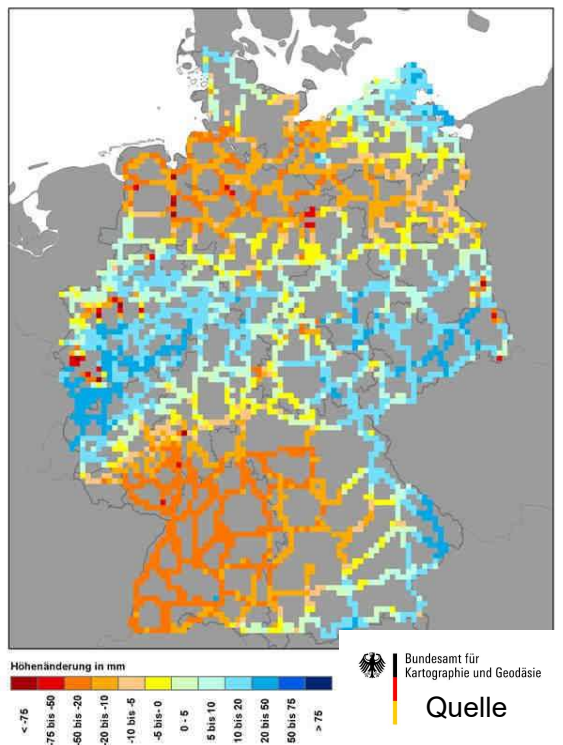 Höhenänderung in mm
< -75
-75 bis -50
-50 bis -20
-20 bis -10
-10 bis -5
-5 bis- 0
0 - 5
5 bis 10
10 bis 20
20 bis 50
50 bis 75
> 75
Bundesamt für
Kartographie und Geodäsie
Quelle